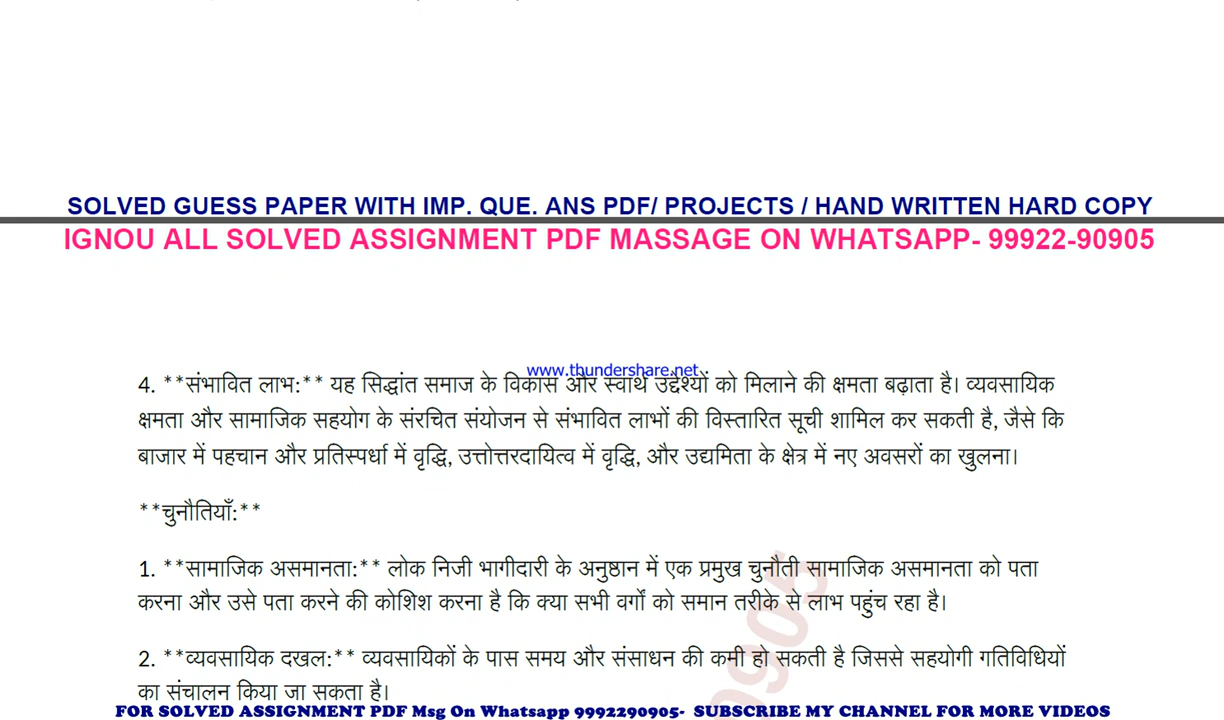 SOLVED GUESS PAPER WITH IMP. QUE. ANS PDF/ PROJECTS / HAND WRITTEN HARD COPY
IGNOU ALL SOLVED ASSIGNMENT PDF MASSAGE ON WHATSAPP- 99922-90905
www.thundershare.net
4. **संभावित लाभ:** यह सिद्धांत समाज के विकास और स्वार्थ उद्देश्यों को मिलाने की क्षमता बढ़ाता है। व्यवसायिक
क्षमता और सामाजिक सहयोग के संरचित संयोजन से संभावित लाभों की विस्तारित सूची शामिल कर सकती है, जैसे कि
बाजार में पहचान और प्रतिस्पर्धा में वृद्धि, उत्तोत्तरदायित्व में वृद्धि, और उद्यमिता के क्षेत्र में नए अवसरों का खुलना।
**चुनौतियाँ:**
1. **सामाजिक असमानता:** लोक निजी भागीदारी के अनुष्ठान में एक प्रमुख चुनौती सामाजिक असमानता को पता
करना और उसे पता करने की कोशिश करना है कि क्या सभी वर्गों को समान तरीके से लाभ पहुंच रहा है।
2. **व्यवसायिक दखल:** व्यवसायिकों के पास समय और संसाधन की कमी हो सकती है जिससे सहयोगी गतिविधियों
का संचालन किया जा सकता है।
0905
FOR SOLVED ASSIGNMENT PDF Msg On Whatsapp 9992290905- SUBSCRIBE MY CHANNEL FOR MORE VIDEOS